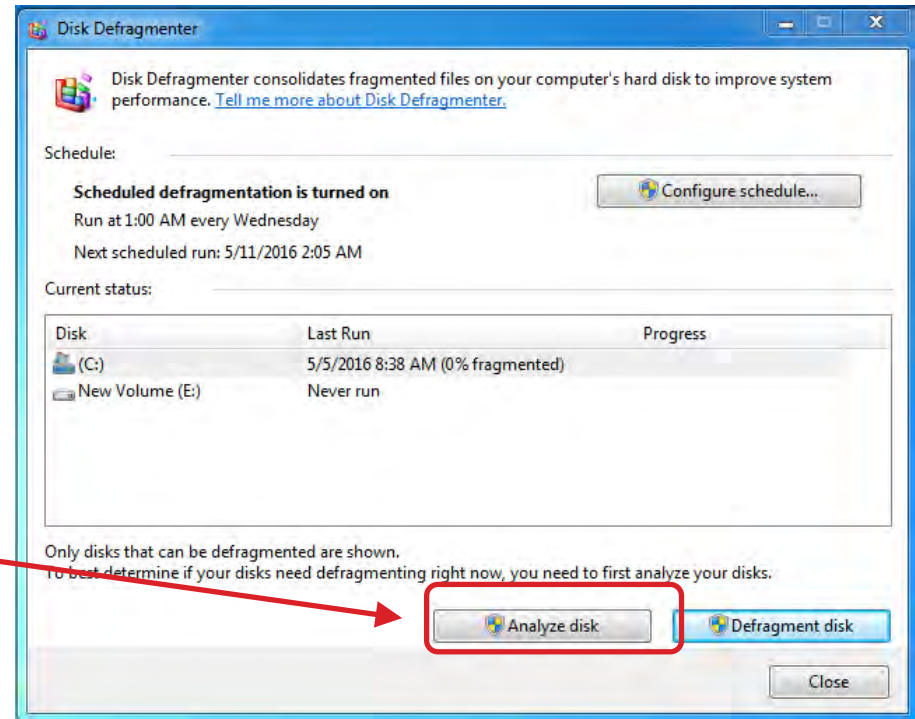 Disk Defragmenter
Disk Defragmenter consolidates fragmented files on your computer's hard disk to improve system
performance. Tell me more about Disk Defragmenter.
Schedule:
Scheduled defragmentation is turned on
Configure schedule...
Run at 1:00 AM every Wednesday
Next scheduled run: 5/11/2016 2:05 AM
Current status:
Disk Last Run Progress
(C:) 5/5/2016 8:38 AM (0% fragmented)
New Volume (E:) Never run
Only disks that can be defragmented are shown.
To best determine if your disks need defragmenting right now, you need to first analyze your disks.
Analyze disk Defragment disk
Close